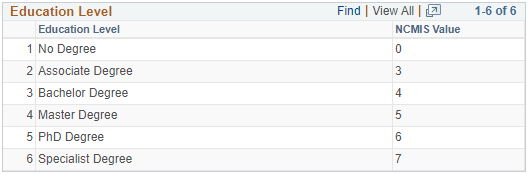 Education Level Find | View All | 1-6 of 6
Education Level NCMIS Value
1 No Degree 0
2 Associate Degree 3
3 Bachelor Degree 4
4 Master Degree 5
5 PhD Degree 6
6 Specialist Degree 7